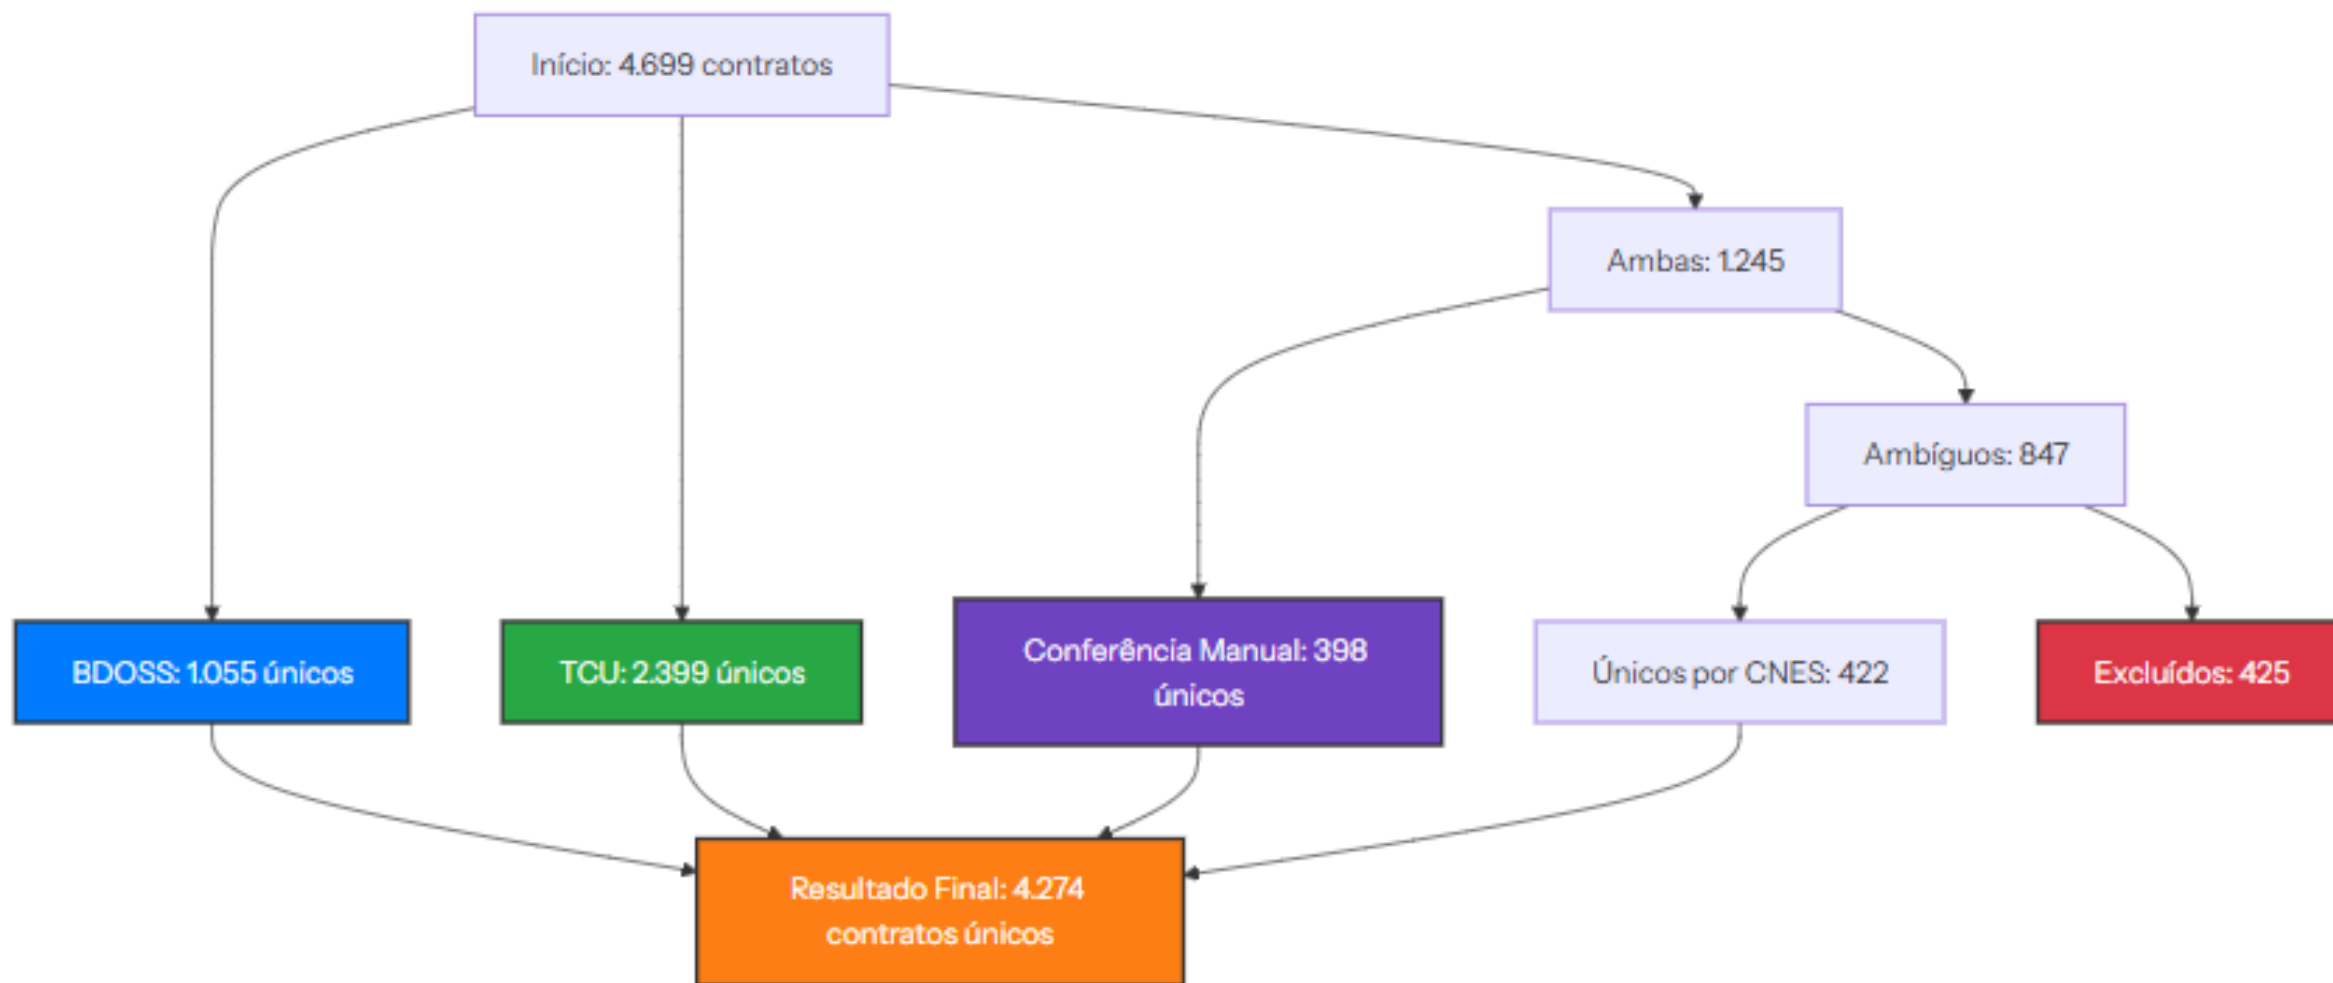 Início: 4.699 contratos
Ambas: 1.245
Ambíguos: 847
BDOSS: 1.055 únicos
TCU: 2.399 únicos
Conferência Manual: 398
únicos
Únicos por CNES: 422
Excluídos: 425
Resultado Final: 4.274
contratos únicos